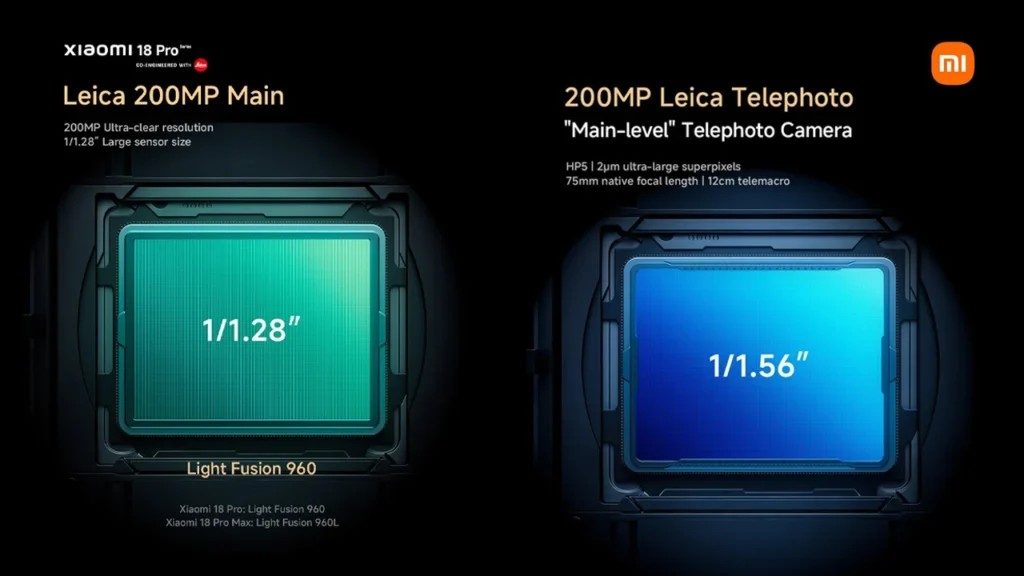 xiaomi 18 Pro Series
CO-ENGINEERED WITH Leica
Leica 200MP Main
200MP Ultra-clear resolution
1/1.28" Large sensor size
1/1.28″
Light Fusion 960
Xiaomi 18 Pro: Light Fusion 960
Xiaomi 18 Pro Max: Light Fusion 960L
mi
200MP Leica Telephoto
"Main-level" Telephoto Camera
HP5 | 2μm ultra-large superpixels
75mm native focal length | 12cm telemacro
1/1.56″